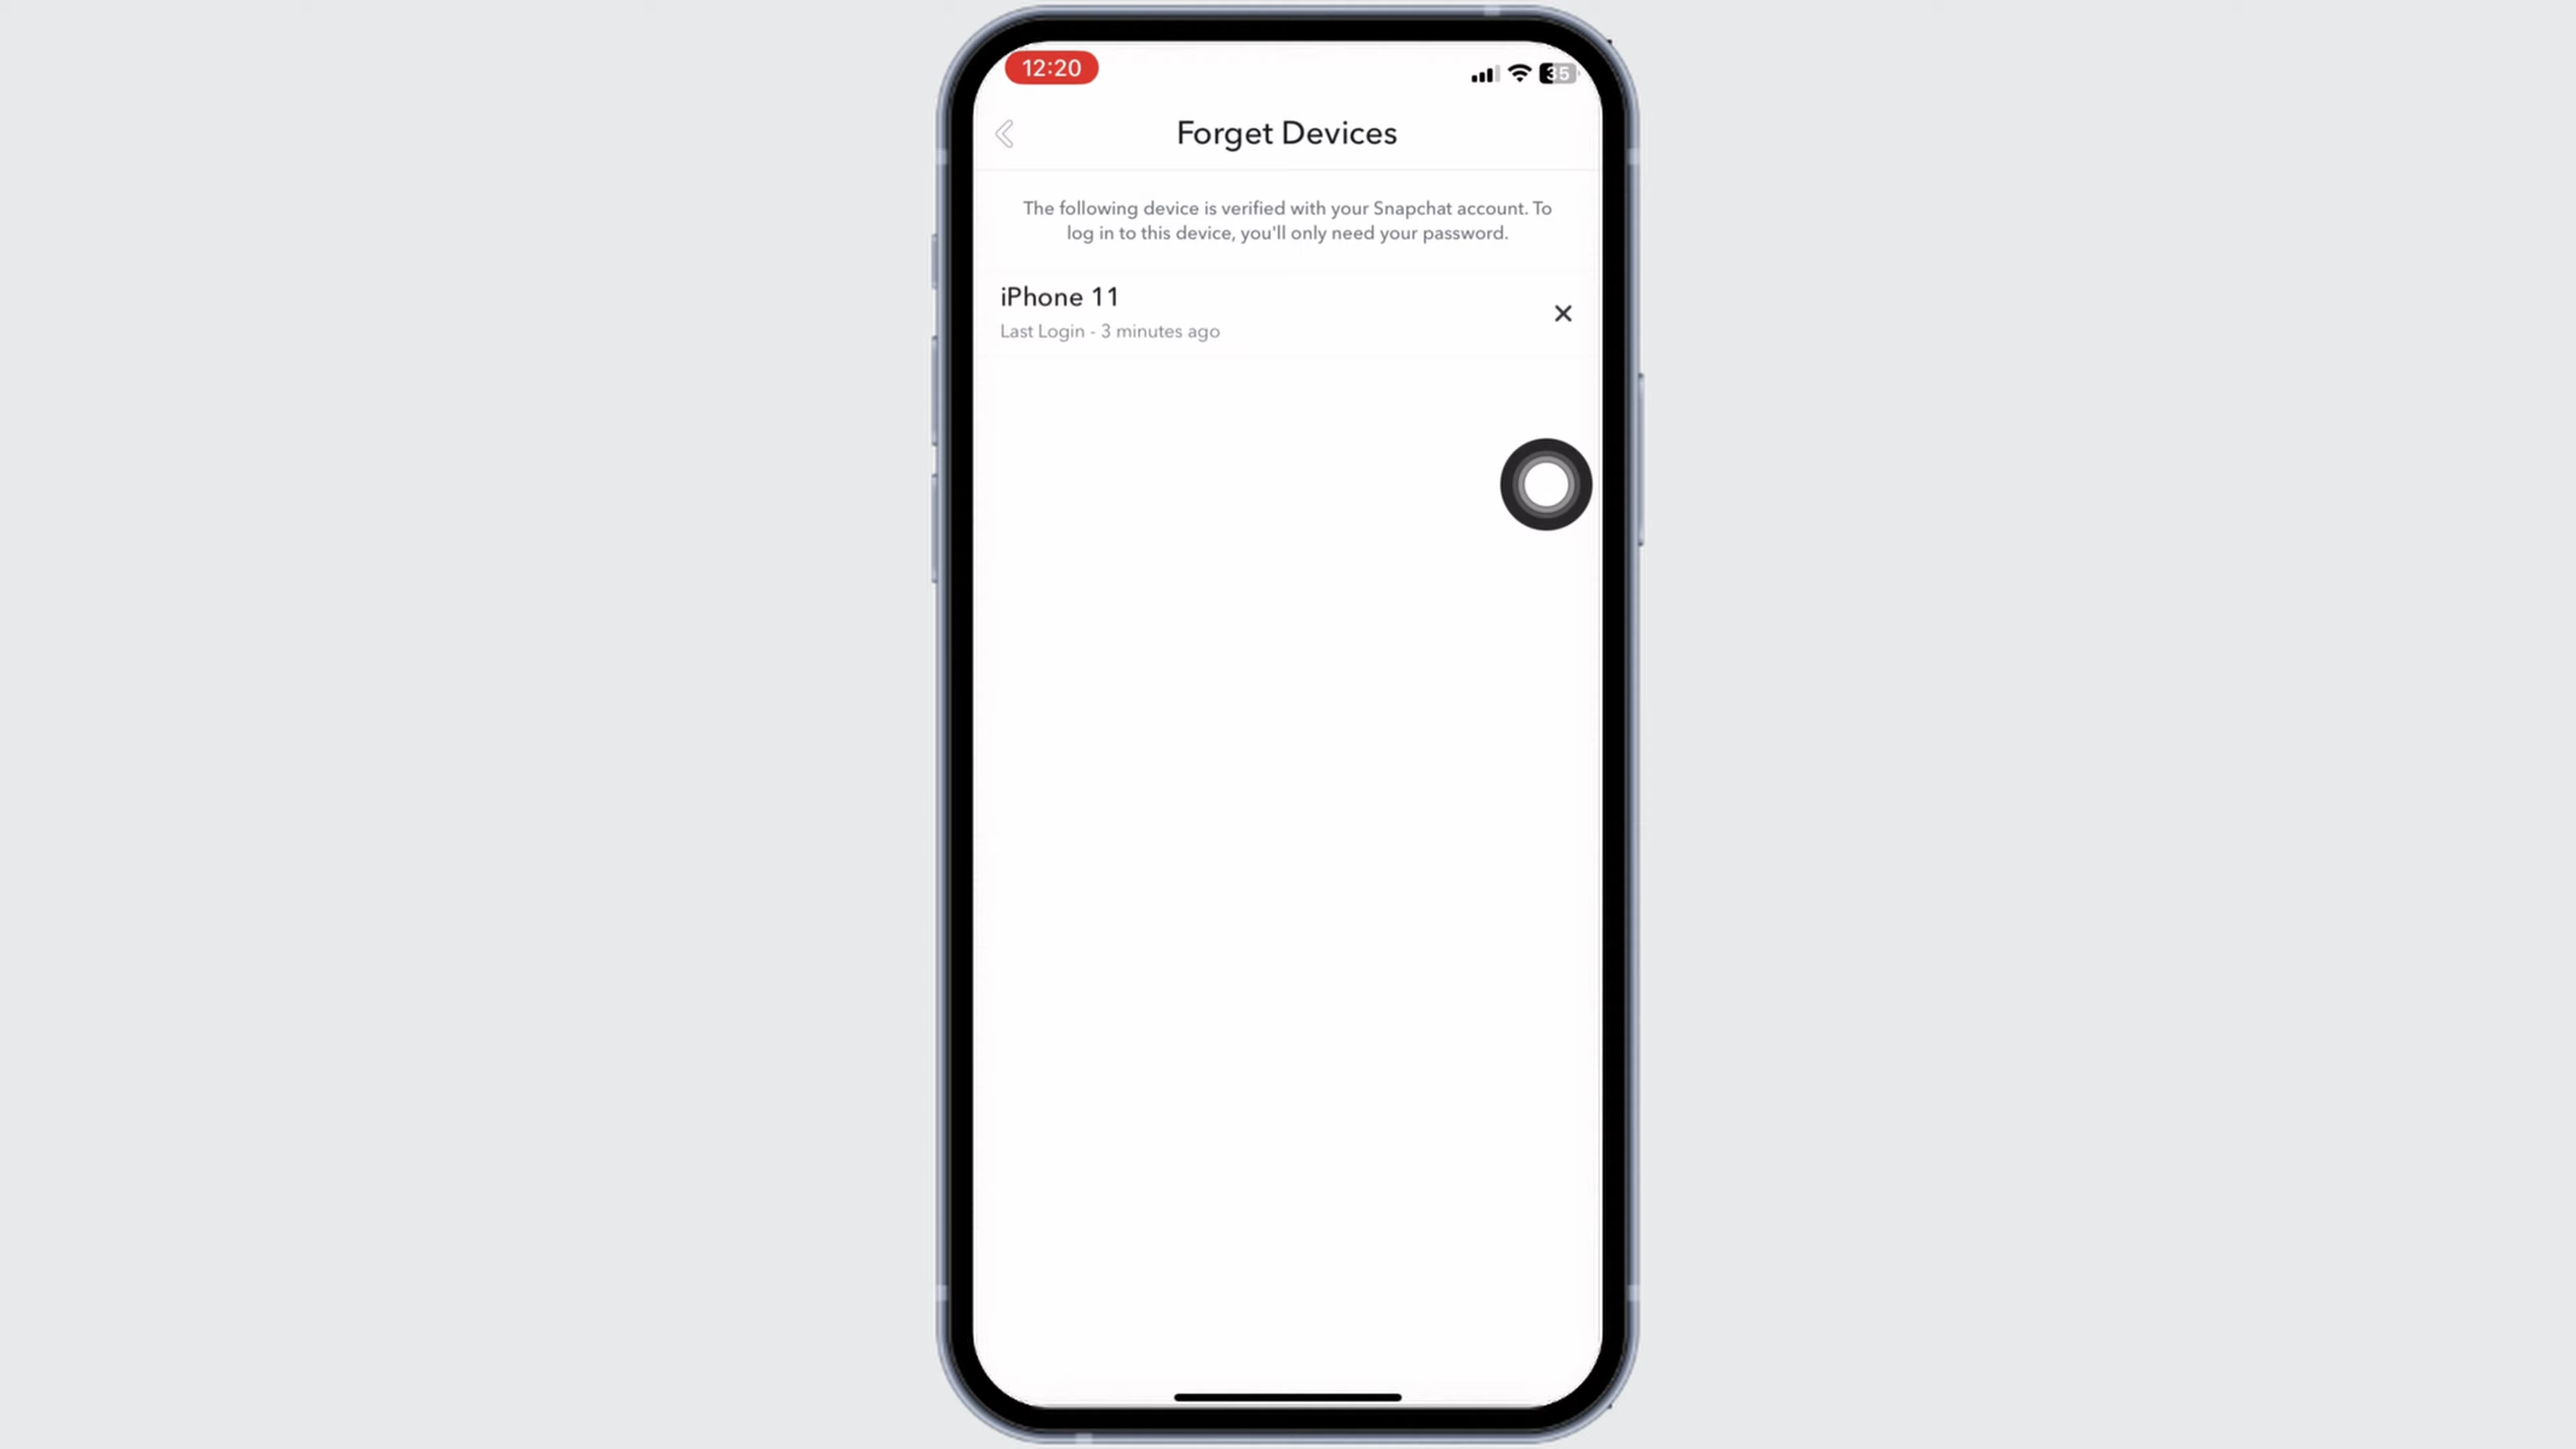 12:20
35
Forget Devices
The following device is verified with your Snapchat account. To
log in to this device, you'll only need your password.
iPhone 11
Last Login - 3 minutes ago